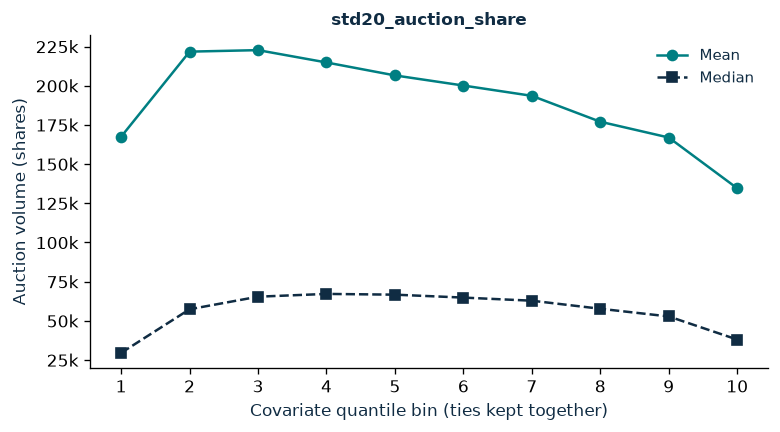 std20_auction_share
Mean
Median
Auction volume (shares)
225k
200k
175k
150k
125k
100k
75k
50k
25k
1 2 3 4 5 6 7 8 9 10
Covariate quantile bin (ties kept together)